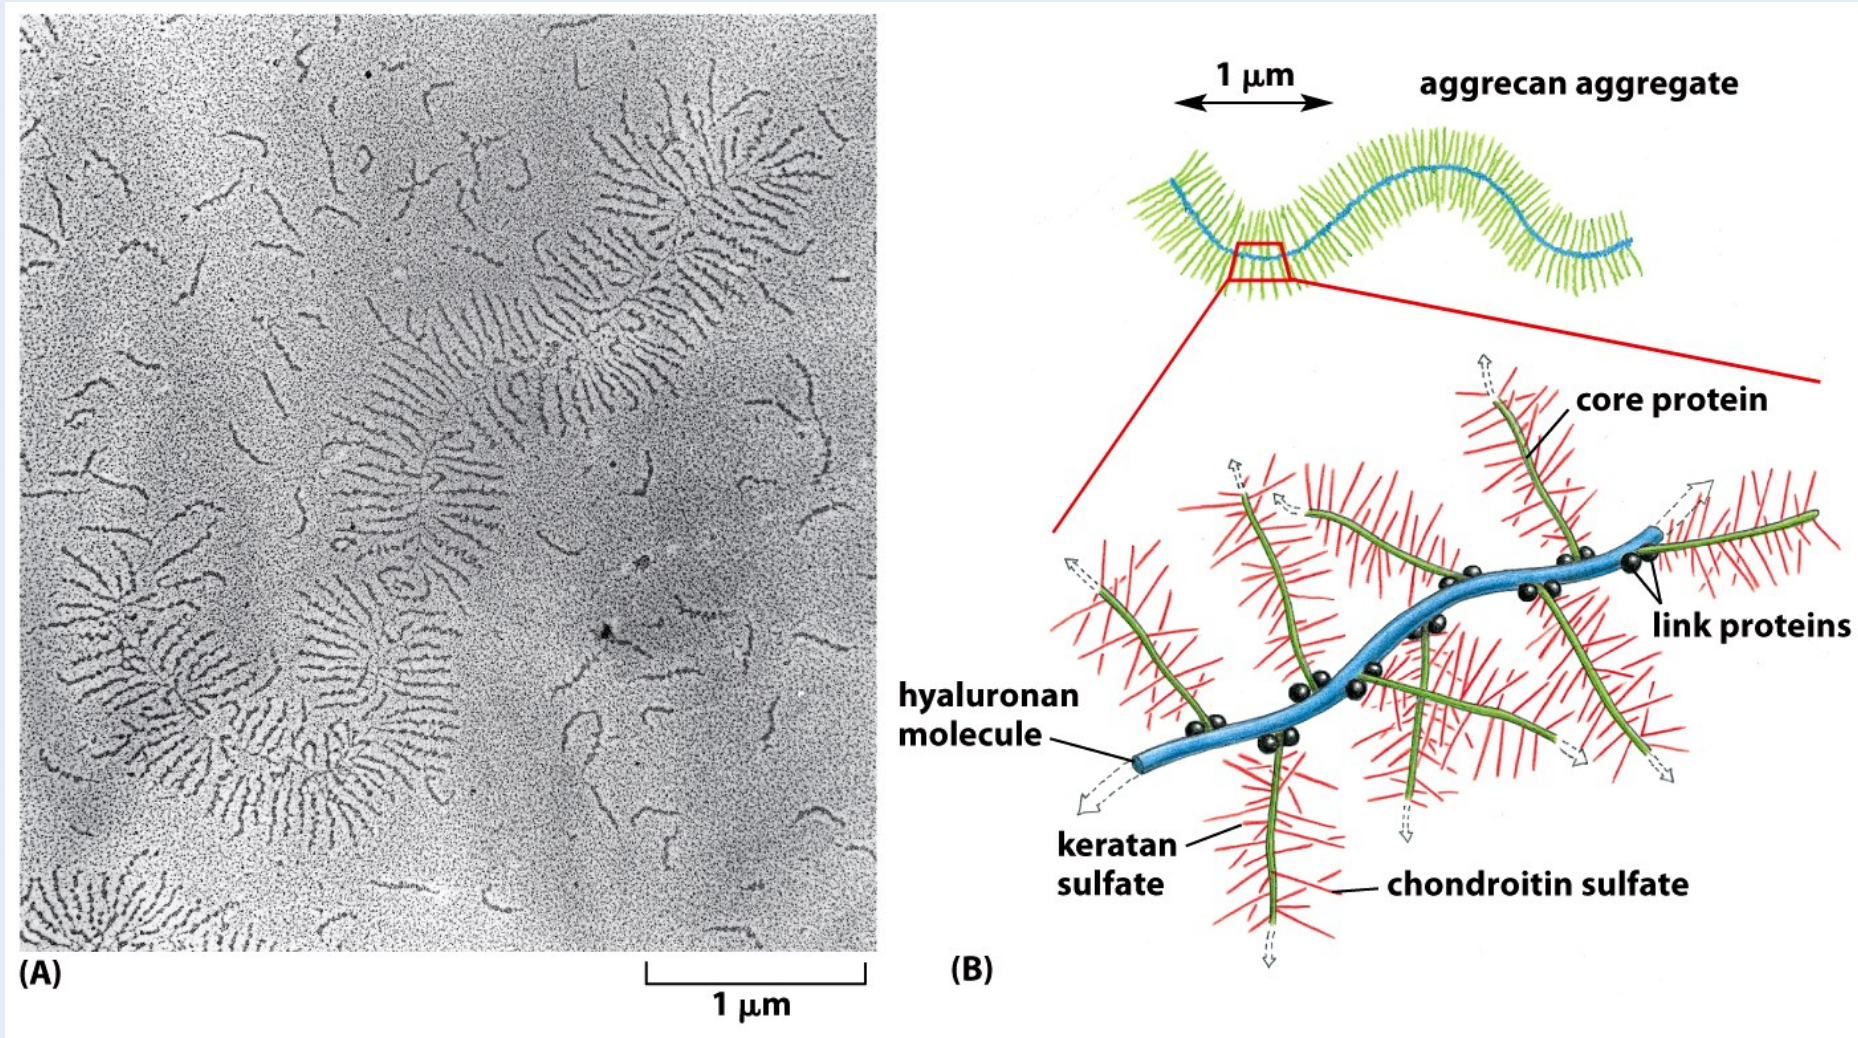 (A)
1 μm
1 μm
aggrecan aggregate
core protein
link proteins
hyaluronan
molecule
keratan
sulfate
chondroitin sulfate
(B)